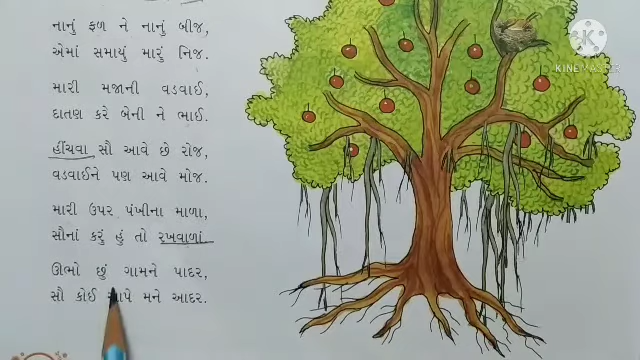 નાનું ફળ ને નાનું બીજ,
એમાં સમાયું મારું નિજ.
મારી મજાની વડવાઈ,
દાતણ કરે બેની ને ભાઈ.
હીંચવા સૌ આવે છે રોજ,
વડવાઈને પણ આવે મોજ.
મારી ઉપર પંખીના માળા,
સૌનાં કરું હું તો રખવાળાં
ઊભો છું ગામને પાદર,
સૌ કોઈ આપે મને આદર.
KINEMASTER